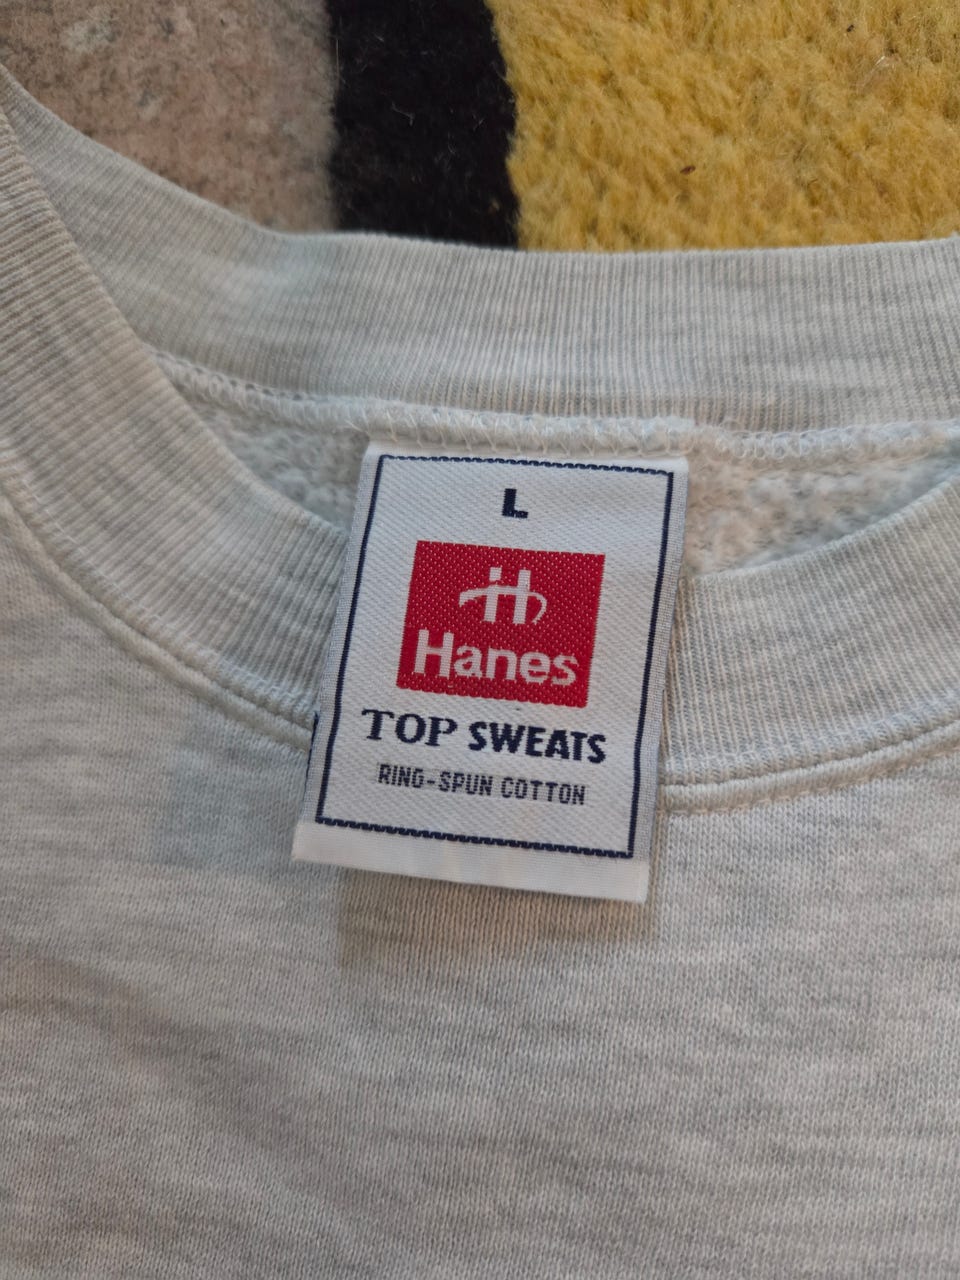 L
H
Hanes
TOP SWEATS
RING-SPUN COTTON